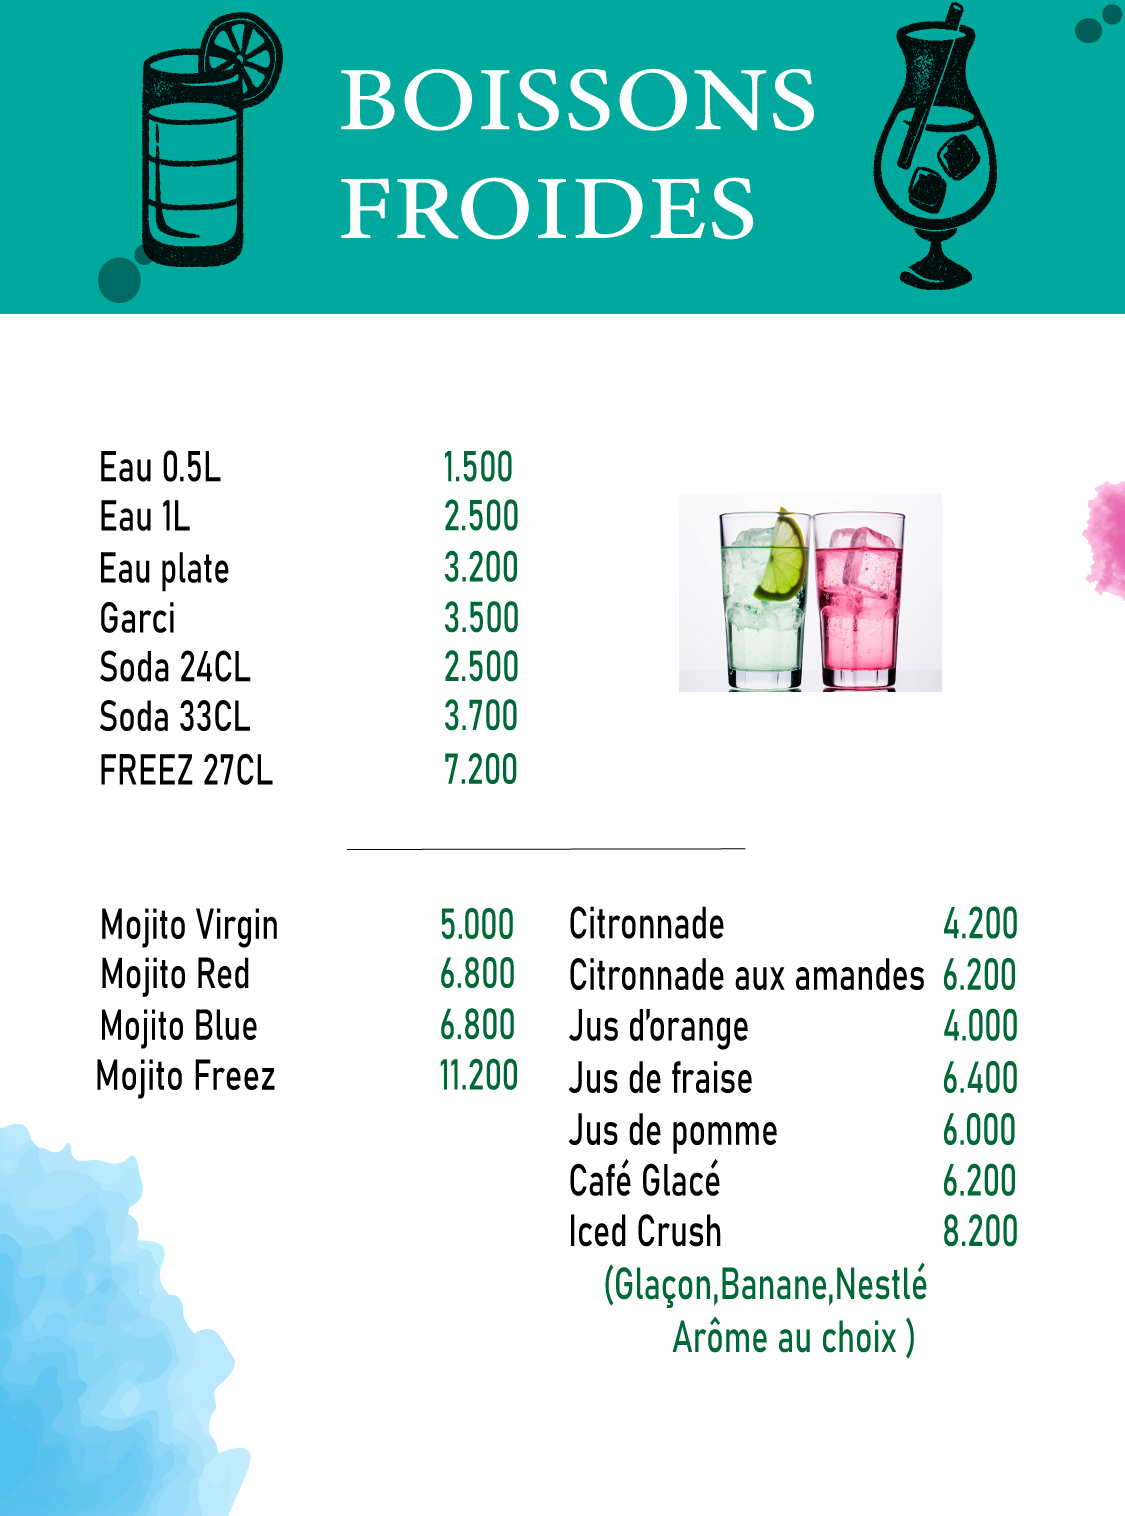 BOISSONS
FROIDES
Eau 0.5L 1.500
Eau 1L 2.500
Eau plate 3.200
Garci 3.500
Soda 24CL 2.500
Soda 33CL 3.700
FREEZ 27CL 7.200
Mojito Virgin 5.000
Mojito Red 6.800
Mojito Blue 6.800
Mojito Freez 11.200
Citronnade 4.200
Citronnade aux amandes 6.200
Jus d'orange 4.000
Jus de fraise 6.400
Jus de pomme 6.000
Café Glacé 6.200
Iced Crush 8.200
(Glaçon,Banane,Nestlé
Arôme au choix )